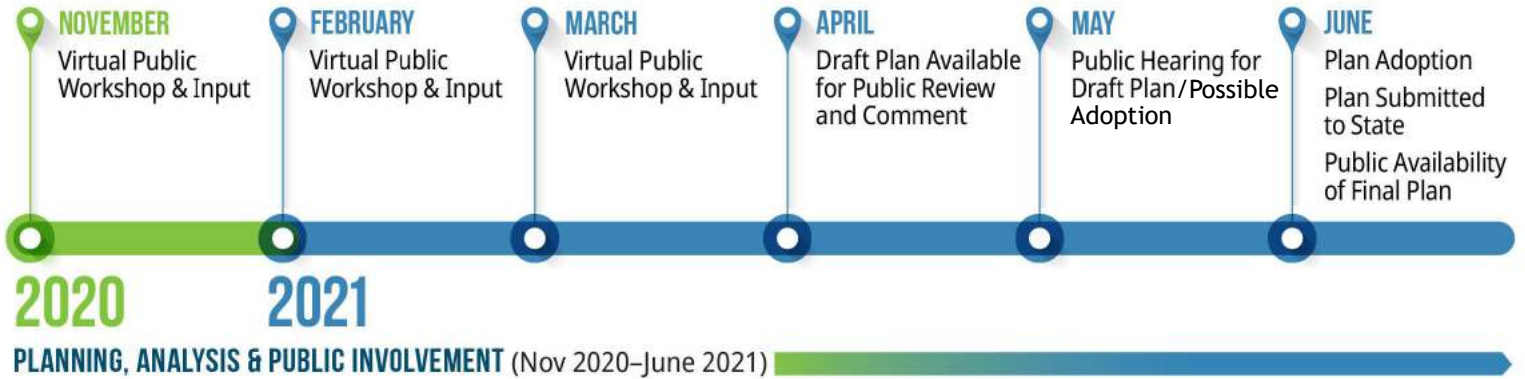 NOVEMBER
Virtual Public
Workshop & Input
FEBRUARY
Virtual Public
Workshop & Input
MARCH
Virtual Public
Workshop & Input
APRIL
Draft Plan Available
for Public Review
and Comment
MAY
Public Hearing for
Draft Plan/Possible
Adoption
JUNE
Plan Adoption
Plan Submitted
to State
Public Availability
of Final Plan
2020
2021
PLANNING, ANALYSIS & PUBLIC INVOLVEMENT (Nov 2020–June 2021)